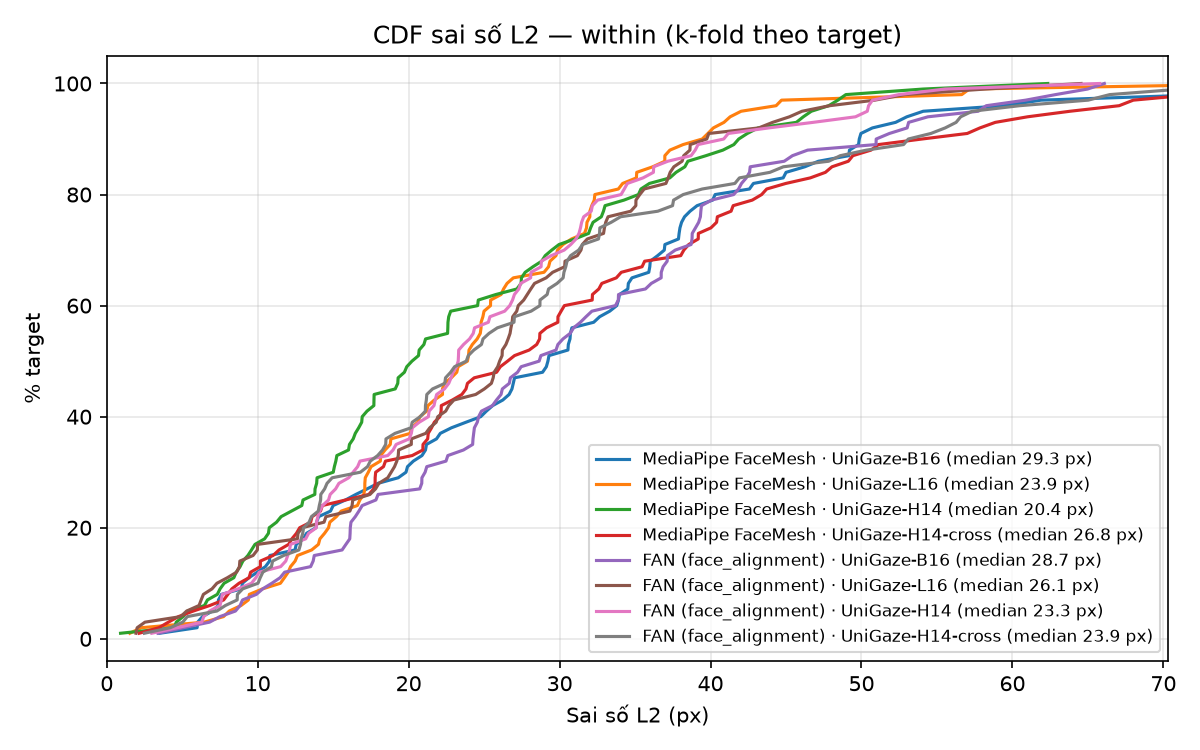 CDF sai số L2 — within (k-fold theo target)
% target
100
80
60
40
20
0
MediaPipe FaceMesh · UniGaze-B16 (median 29.3 px)
MediaPipe FaceMesh · UniGaze-L16 (median 23.9 px)
MediaPipe FaceMesh · UniGaze-H14 (median 20.4 px)
MediaPipe FaceMesh · UniGaze-H14-cross (median 26.8 px)
FAN (face_alignment) · UniGaze-B16 (median 28.7 px)
FAN (face_alignment) · UniGaze-L16 (median 26.1 px)
FAN (face_alignment) · UniGaze-H14 (median 23.3 px)
FAN (face_alignment) · UniGaze-H14-cross (median 23.9 px)
0 10 20 30 40 50 60 70
Sai số L2 (px)